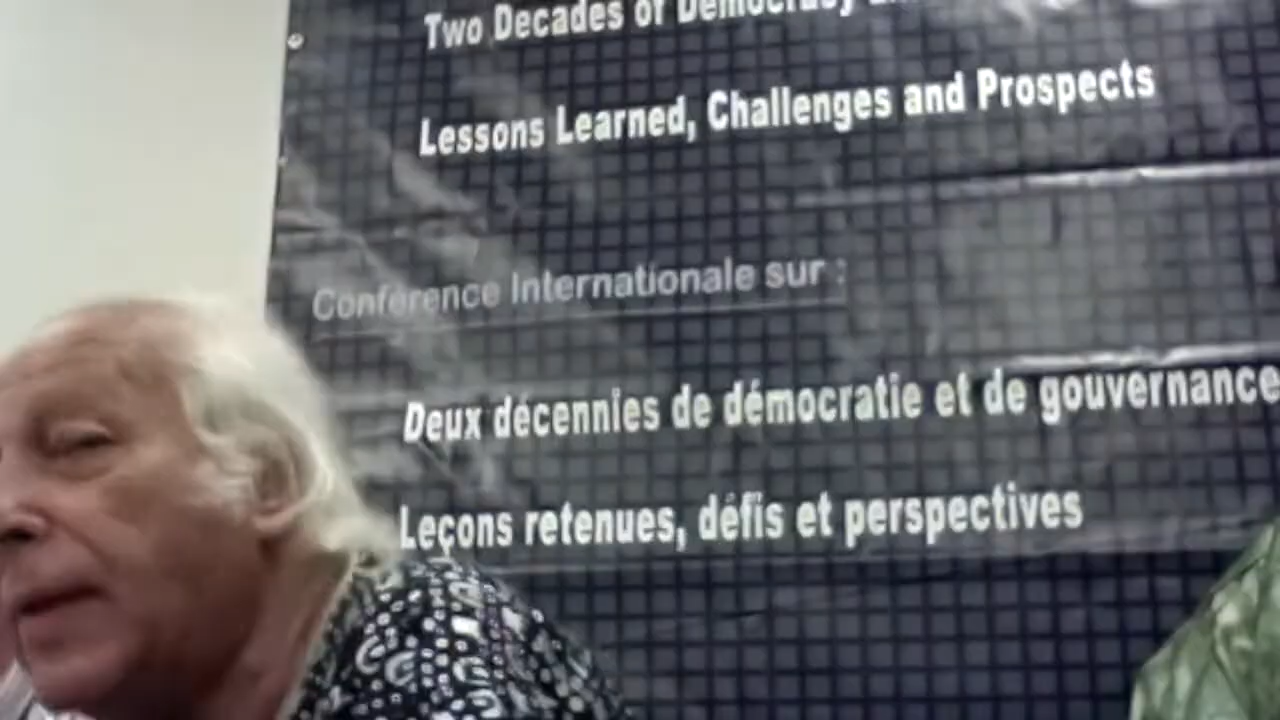 Two Decades of Democracy
Lessons Learned, Challenges and Prospects
Conférence Internationale sur :
Deux décennies de démocratie et de gouvernance
Leçons retenues, défis et perspectives